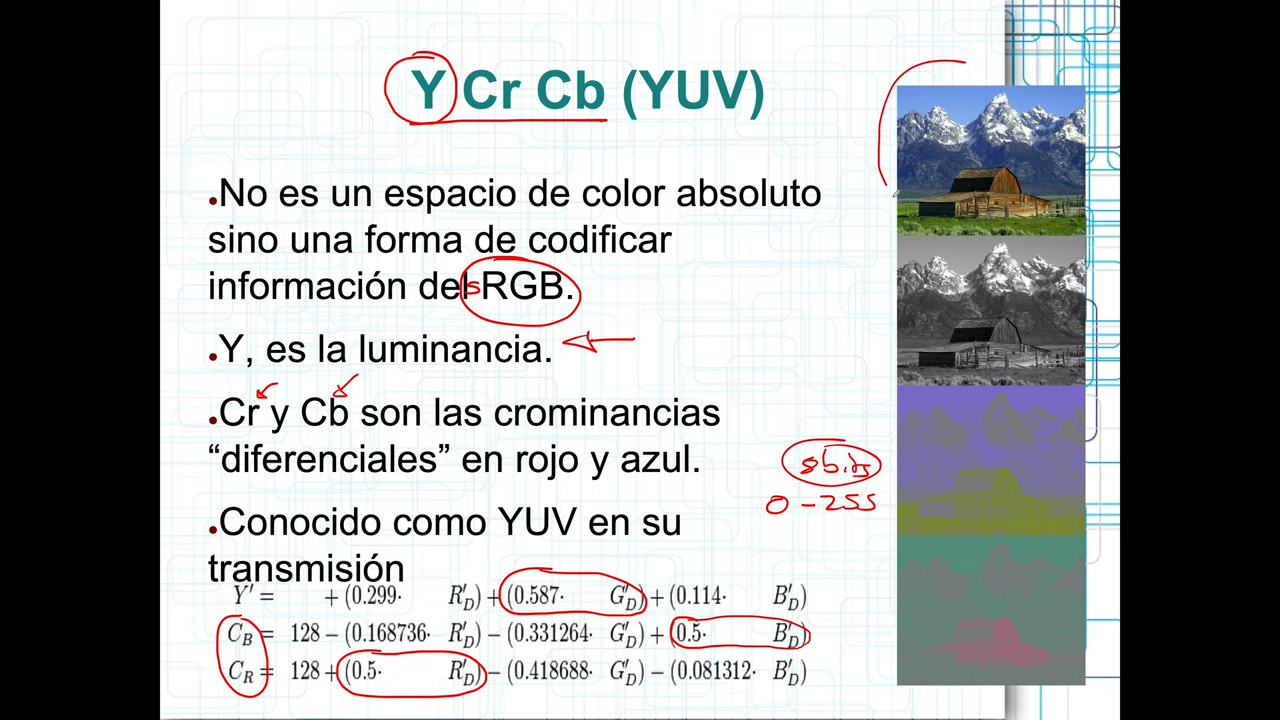 Y Cr Cb (YUV)
•No es un espacio de color absoluto
sino una forma de codificar
información del sRGB.
•Y, es la luminancia.
•Cr y Cb son las crominancias
“diferenciales” en rojo y azul.
8bits
0-255
•Conocido como YUV en su
transmisión
Y' = + (0.299· R'D) + (0.587· G'D) + (0.114· B'D)
CB = 128 − (0.168736· R'D) − (0.331264· G'D) + (0.5· B'D)
CR = 128 + (0.5· R'D) − (0.418688· G'D) − (0.081312· B'D)